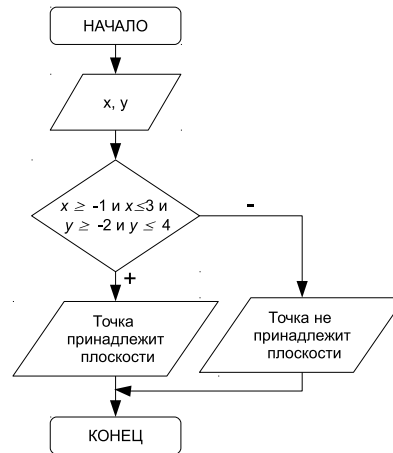 НАЧАЛО
x, y
x ≥ -1 и x ≤3 и
y ≥ -2 и y ≤ 4
-
+
Точка
принадлежит
плоскости
Точка не
принадлежит
плоскости
КОНЕЦ